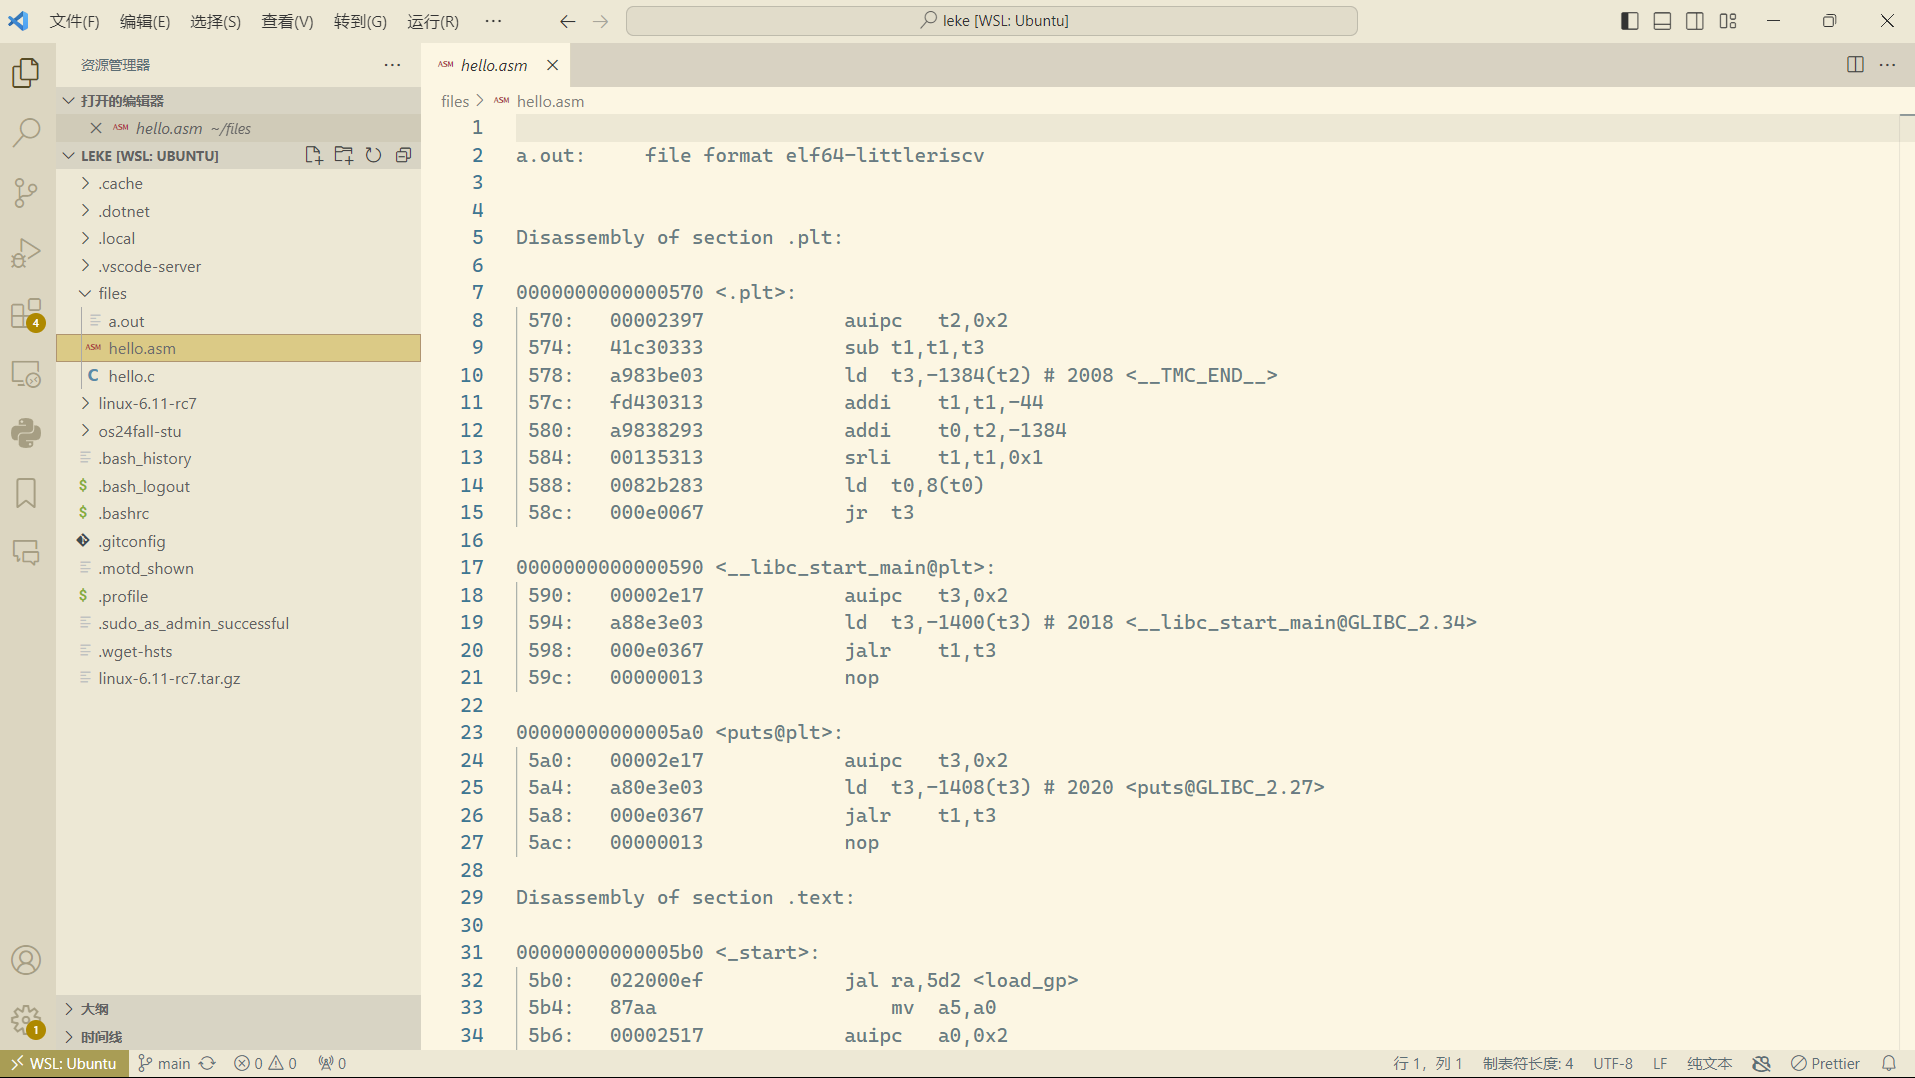 文件(F) 编辑(E) 选择(S) 查看(V) 转到(G) 运行(R) ··· leke [WSL: Ubuntu]
资源管理器 ···
打开的编辑器
ASM hello.asm ~/files
LEKE [WSL: UBUNTU]
.cache
.dotnet
.local
.vscode-server
files
a.out
ASM hello.asm
C hello.c
linux-6.11-rc7
os24fall-stu
.bash_history
$ .bash_logout
$ .bashrc
.gitconfig
.motd_shown
$ .profile
.sudo_as_admin_successful
.wget-hsts
linux-6.11-rc7.tar.gz
大纲
时间线
4
1
ASM hello.asm
files > ASM hello.asm
1
2 a.out:     file format elf64-littleriscv
3
4
5 Disassembly of section .plt:
6
7 0000000000000570 <.plt>:
8 570: 00002397 auipc t2,0x2
9 574: 41c30333 sub t1,t1,t3
10 578: a983be03 ld t3,-1384(t2) # 2008 <__TMC_END__>
11 57c: fd430313 addi t1,t1,-44
12 580: a9838293 addi t0,t2,-1384
13 584: 00135313 srli t1,t1,0x1
14 588: 0082b283 ld t0,8(t0)
15 58c: 000e0067 jr t3
16
17 0000000000000590 <__libc_start_main@plt>:
18 590: 00002e17 auipc t3,0x2
19 594: a88e3e03 ld t3,-1400(t3) # 2018 <__libc_start_main@GLIBC_2.34>
20 598: 000e0367 jalr t1,t3
21 59c: 00000013 nop
22
23 00000000000005a0 <puts@plt>:
24 5a0: 00002e17 auipc t3,0x2
25 5a4: a80e3e03 ld t3,-1408(t3) # 2020 <puts@GLIBC_2.27>
26 5a8: 000e0367 jalr t1,t3
27 5ac: 00000013 nop
28
29 Disassembly of section .text:
30
31 00000000000005b0 <_start>:
32 5b0: 022000ef jal ra,5d2 <load_gp>
33 5b4: 87aa mv a5,a0
34 5b6: 00002517 auipc a0,0x2
WSL: Ubuntu main 0 0 0 行 1，列 1 制表符长度: 4 UTF-8 LF 纯文本 Prettier